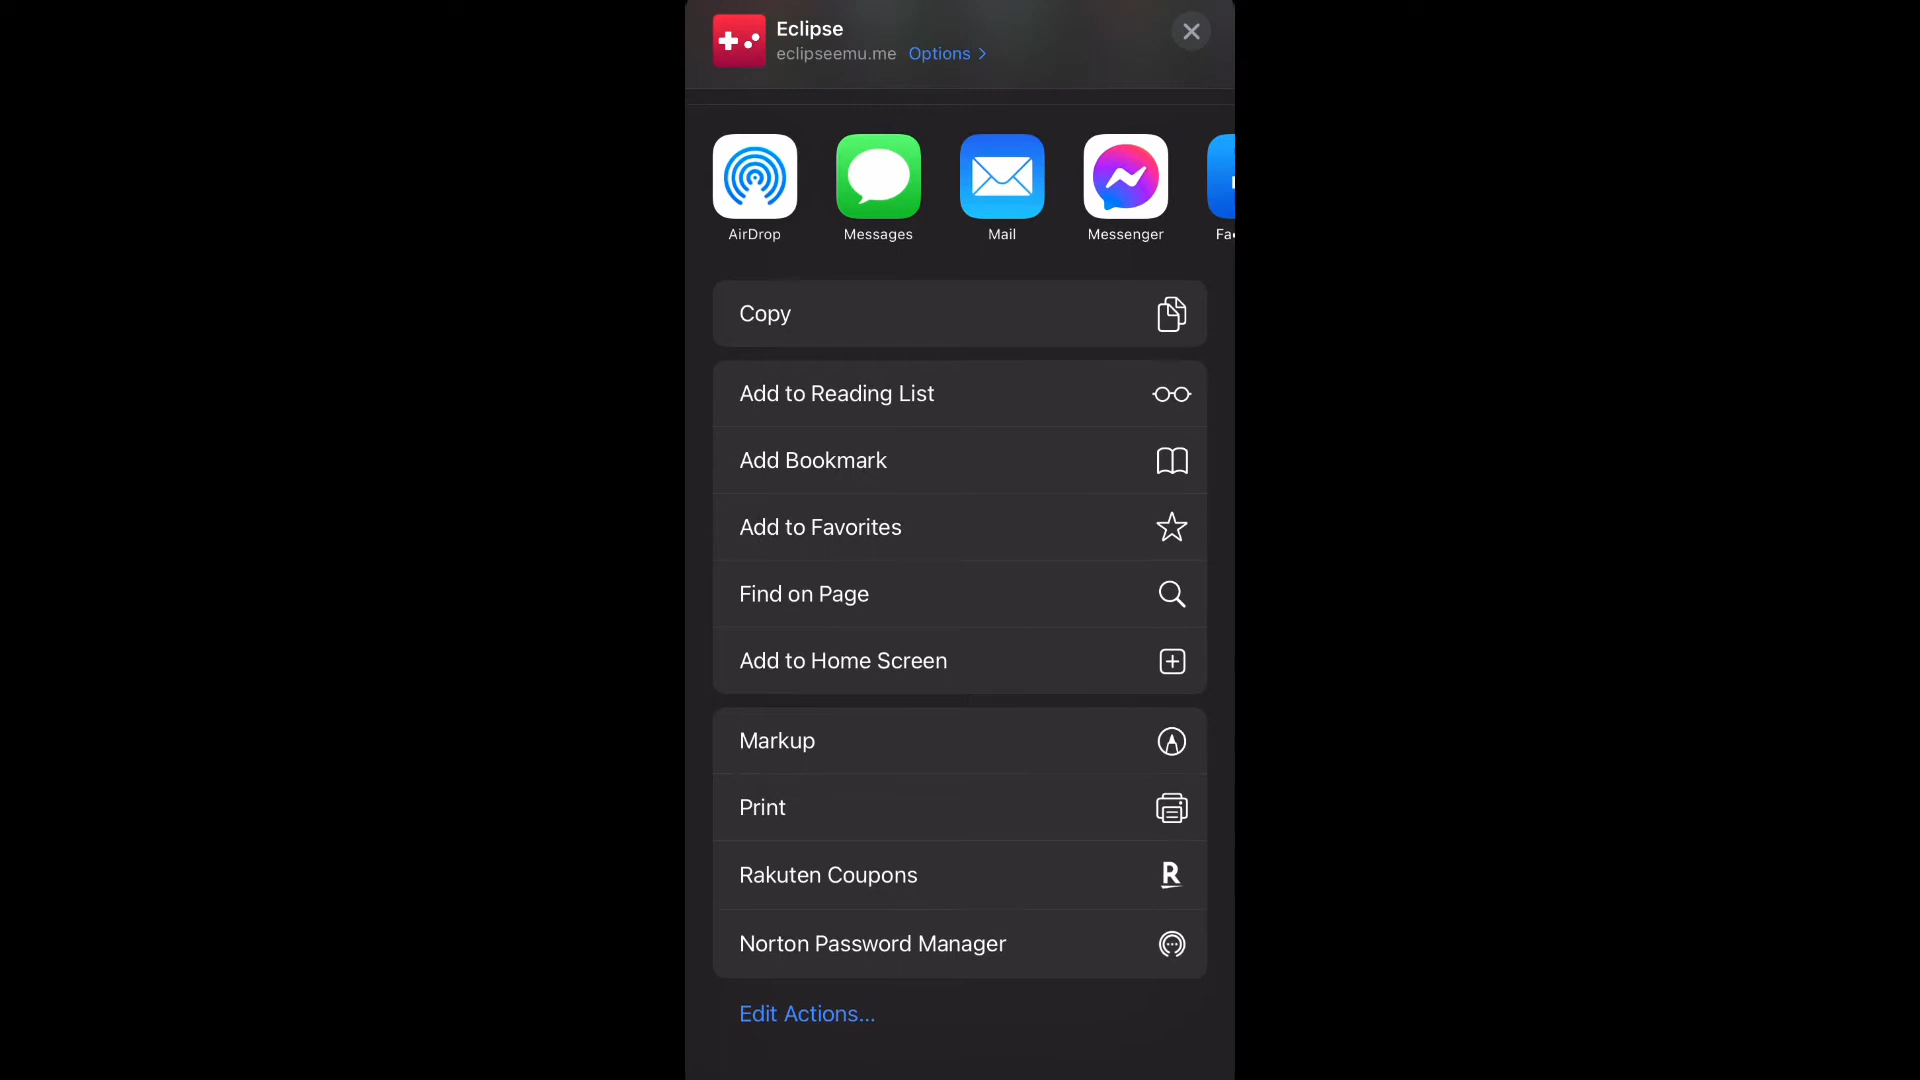 Eclipse
eclipseemu.me Options >
AirDrop Messages Mail Messenger
Copy
Add to Reading List
Add Bookmark
Add to Favorites
Find on Page
Add to Home Screen
Markup
Print
Rakuten Coupons R
Norton Password Manager
Edit Actions...